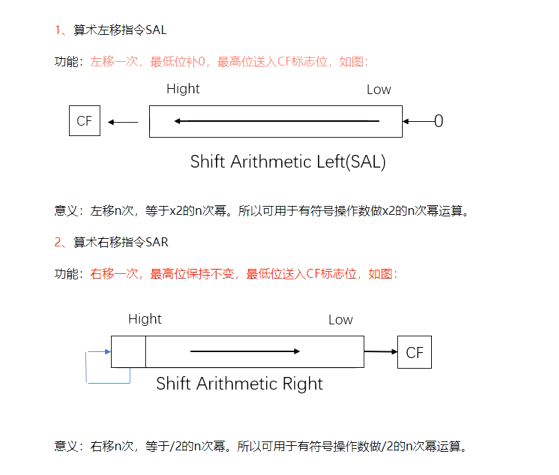 1、算术左移指令SAL
功能：左移一次，最低位补0，最高位送入CF标志位，如图：
Hight Low
CF 0
Shift Arithmetic Left(SAL)
意义：左移n次，等于x2的n次幂。所以可用于有符号操作数做x2的n次幂运算。
2、算术右移指令SAR
功能：右移一次，最高位保持不变，最低位送入CF标志位，如图：
Hight Low
CF
Shift Arithmetic Right
意义：右移n次，等于/2的n次幂。所以可用于有符号操作数做/2的n次幂运算。